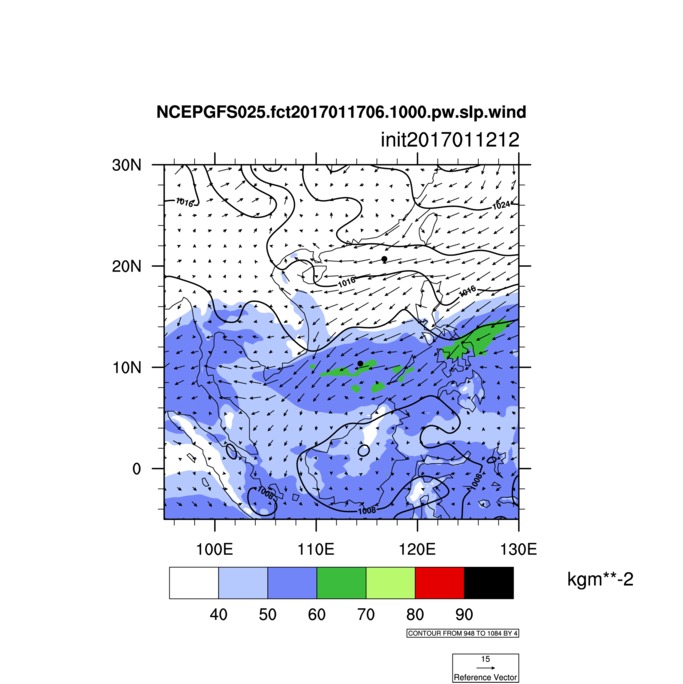 NCEPGFS025.fct2017011706.1000.pw.slp.wind
init2017011212
30N
1016
1024
20N
1016
1016
10N
0
1008
1008
1008
100E 110E 120E 130E
kgm**-2
40 50 60 70 80 90
CONTOUR FROM 948 TO 1084 BY 4
15
Reference Vector